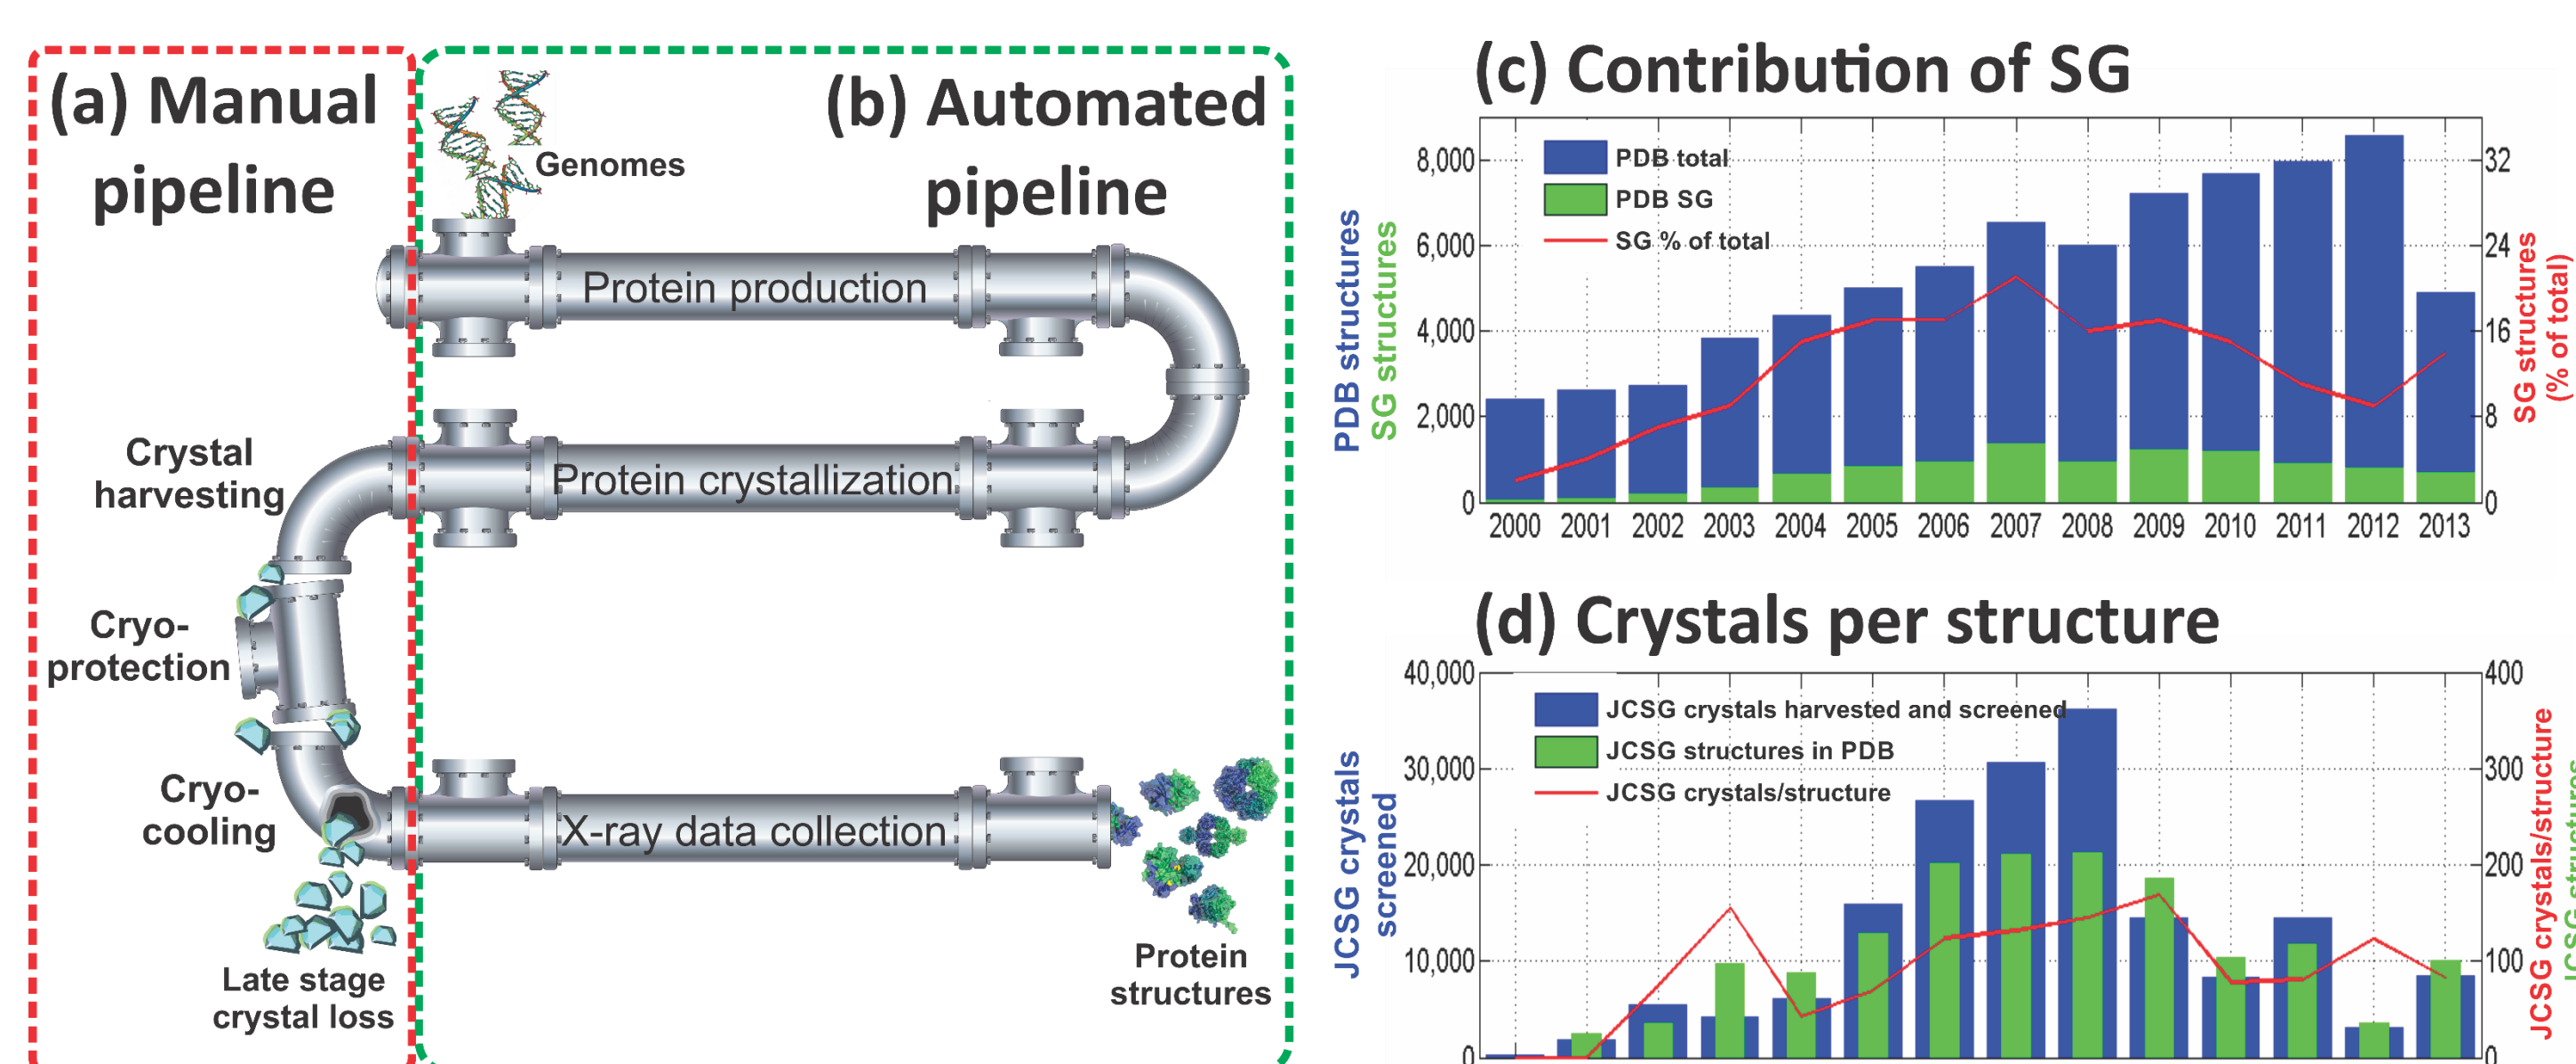 (a) Manual
pipeline
(b) Automated
pipeline
Genomes
Protein production
Crystal
harvesting
Protein crystallization
Cryo-
protection
Cryo-
cooling
X-ray data collection
Late stage
crystal loss
Protein
structures
(c) Contribution of SG
PDB total
PDB SG
SG % of total
PDB structures
SG structures
8,000
6,000
4,000
2,000
0
32
24
16
8
0
SG structures
(% of total)
2000 2001 2002 2003 2004 2005 2006 2007 2008 2009 2010 2011 2012 2013
(d) Crystals per structure
JCSG crystals harvested and screened
JCSG structures in PDB
JCSG crystals/structure
JCSG crystals
screened
40,000
30,000
20,000
10,000
0
400
300
200
100
0
JCSG crystals/structure
JCSG structures